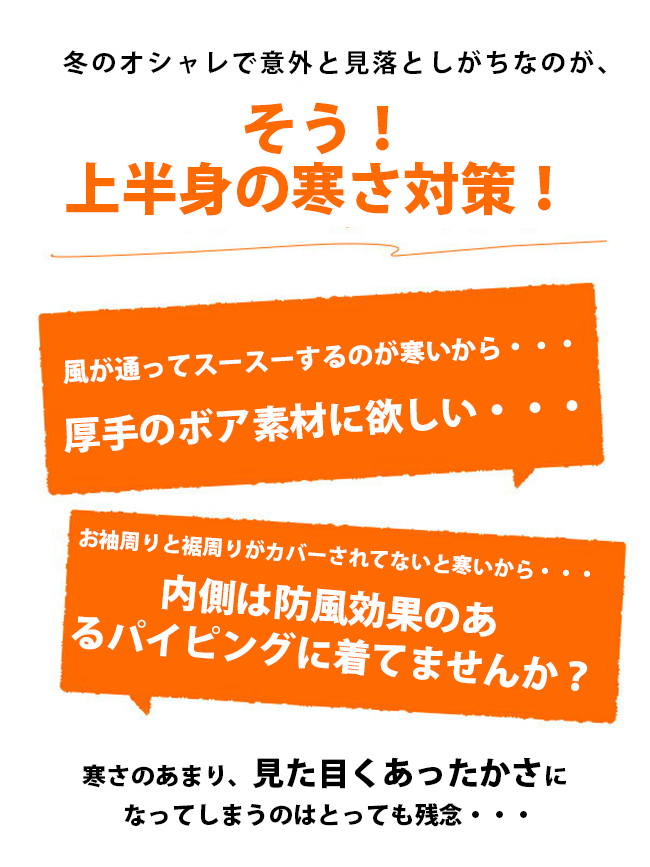 冬のオシャレで意外と見落としがちなのが、
そう！
上半身の寒さ対策！
風が通ってスースーするのが寒いから・・・
厚手のボア素材に欲しい・・・
お袖周りと裾周りがカバーされてないと寒いから・・・
内側は防風効果のあ
るパイピングに着てませんか？
寒さのあまり、見た目くあったかさに
なってしまうのはとっても残念・・・